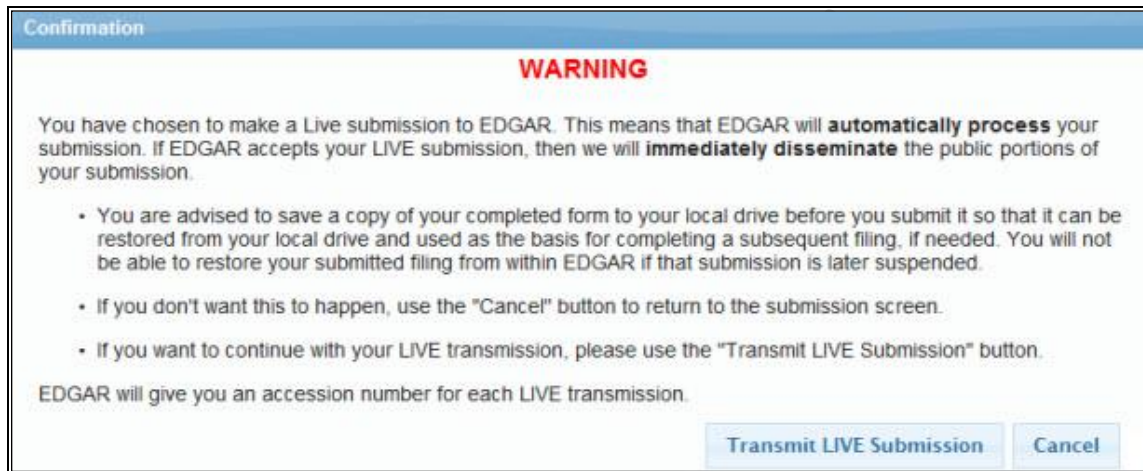 Confirmation
WARNING
You have chosen to make a Live submission to EDGAR. This means that EDGAR will automatically process your
submission. If EDGAR accepts your LIVE submission, then we will immediately disseminate the public portions of
your submission.
• You are advised to save a copy of your completed form to your local drive before you submit it so that it can be
restored from your local drive and used as the basis for completing a subsequent filing, if needed. You will not
be able to restore your submitted filing from within EDGAR if that submission is later suspended.
• If you don't want this to happen, use the "Cancel" button to return to the submission screen.
• If you want to continue with your LIVE transmission, please use the "Transmit LIVE Submission" button.
EDGAR will give you an accession number for each LIVE transmission.
Transmit LIVE Submission Cancel